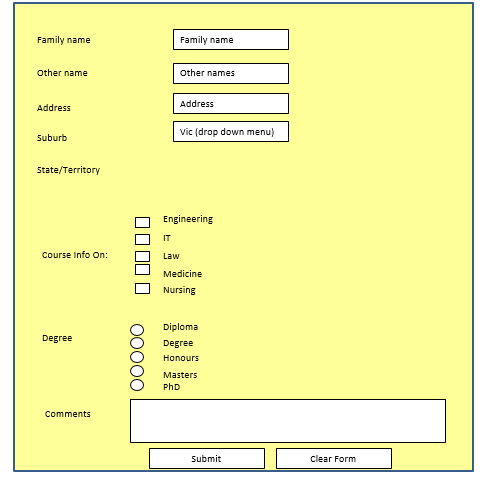 Family name Family name
Other name Other names
Address Address
Suburb Vic (drop down menu)
State/Territory
Engineering
IT
Course Info On: Law
Medicine
Nursing
Diploma
Degree Degree
Honours
Masters
PhD
Comments
Submit Clear Form